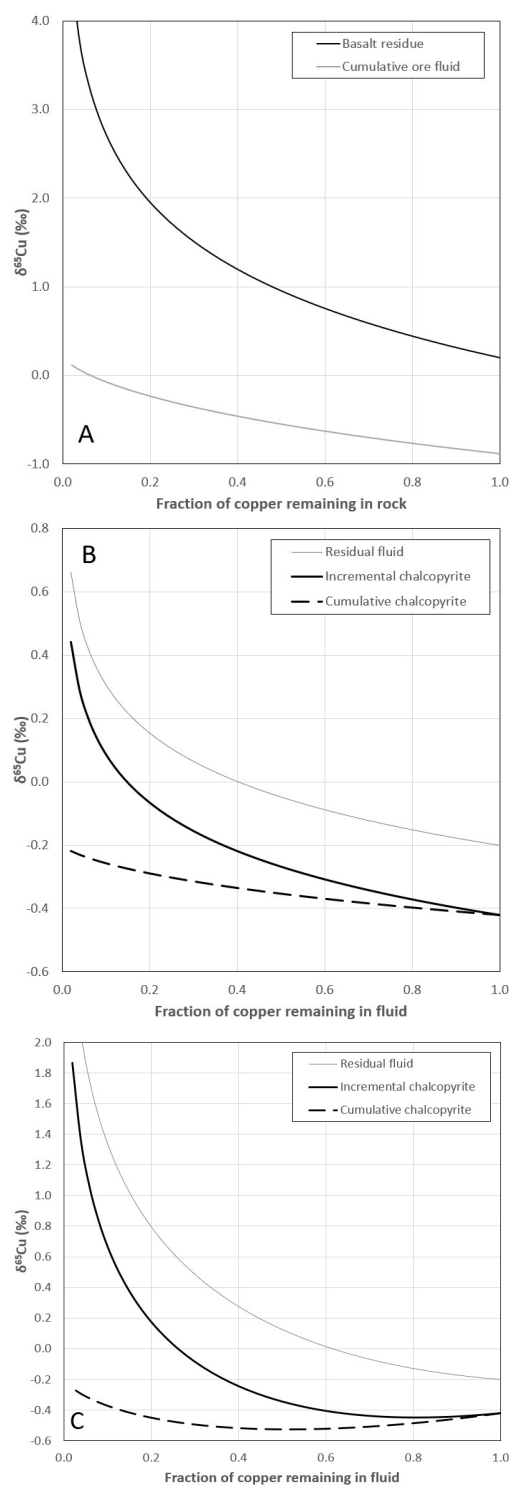 4.0
3.0
2.0
1.0
0.0
-1.0
δ⁶⁵Cu (‰)
Basalt residue
Cumulative ore fluid
A
0.0 0.2 0.4 0.6 0.8 1.0
Fraction of copper remaining in rock
0.8
0.6
0.4
0.2
0.0
-0.2
-0.4
-0.6
δ⁶⁵Cu (‰)
B
Residual fluid
Incremental chalcopyrite
Cumulative chalcopyrite
0.0 0.2 0.4 0.6 0.8 1.0
Fraction of copper remaining in fluid
2.0
1.8
1.6
1.4
1.2
1.0
0.8
0.6
0.4
0.2
0.0
-0.2
-0.4
-0.6
δ⁶⁵Cu (‰)
Residual fluid
Incremental chalcopyrite
Cumulative chalcopyrite
C
0.0 0.2 0.4 0.6 0.8 1.0
Fraction of copper remaining in fluid